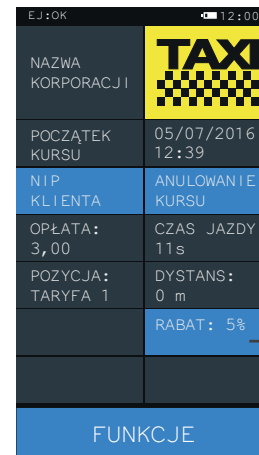 EJ:OK 12:00
NAZWA
KORPORACJI
TAXI
POCZĄTEK
KURSU
05/07/2016
12:39
NIP
KLIENTA
ANULOWANIE
KURSU
OPŁATA:
3,00
CZAS JAZDY
11s
POZYCJA:
TARYFA 1
DYSTANS:
0 m
RABAT: 5%
FUNKCJE